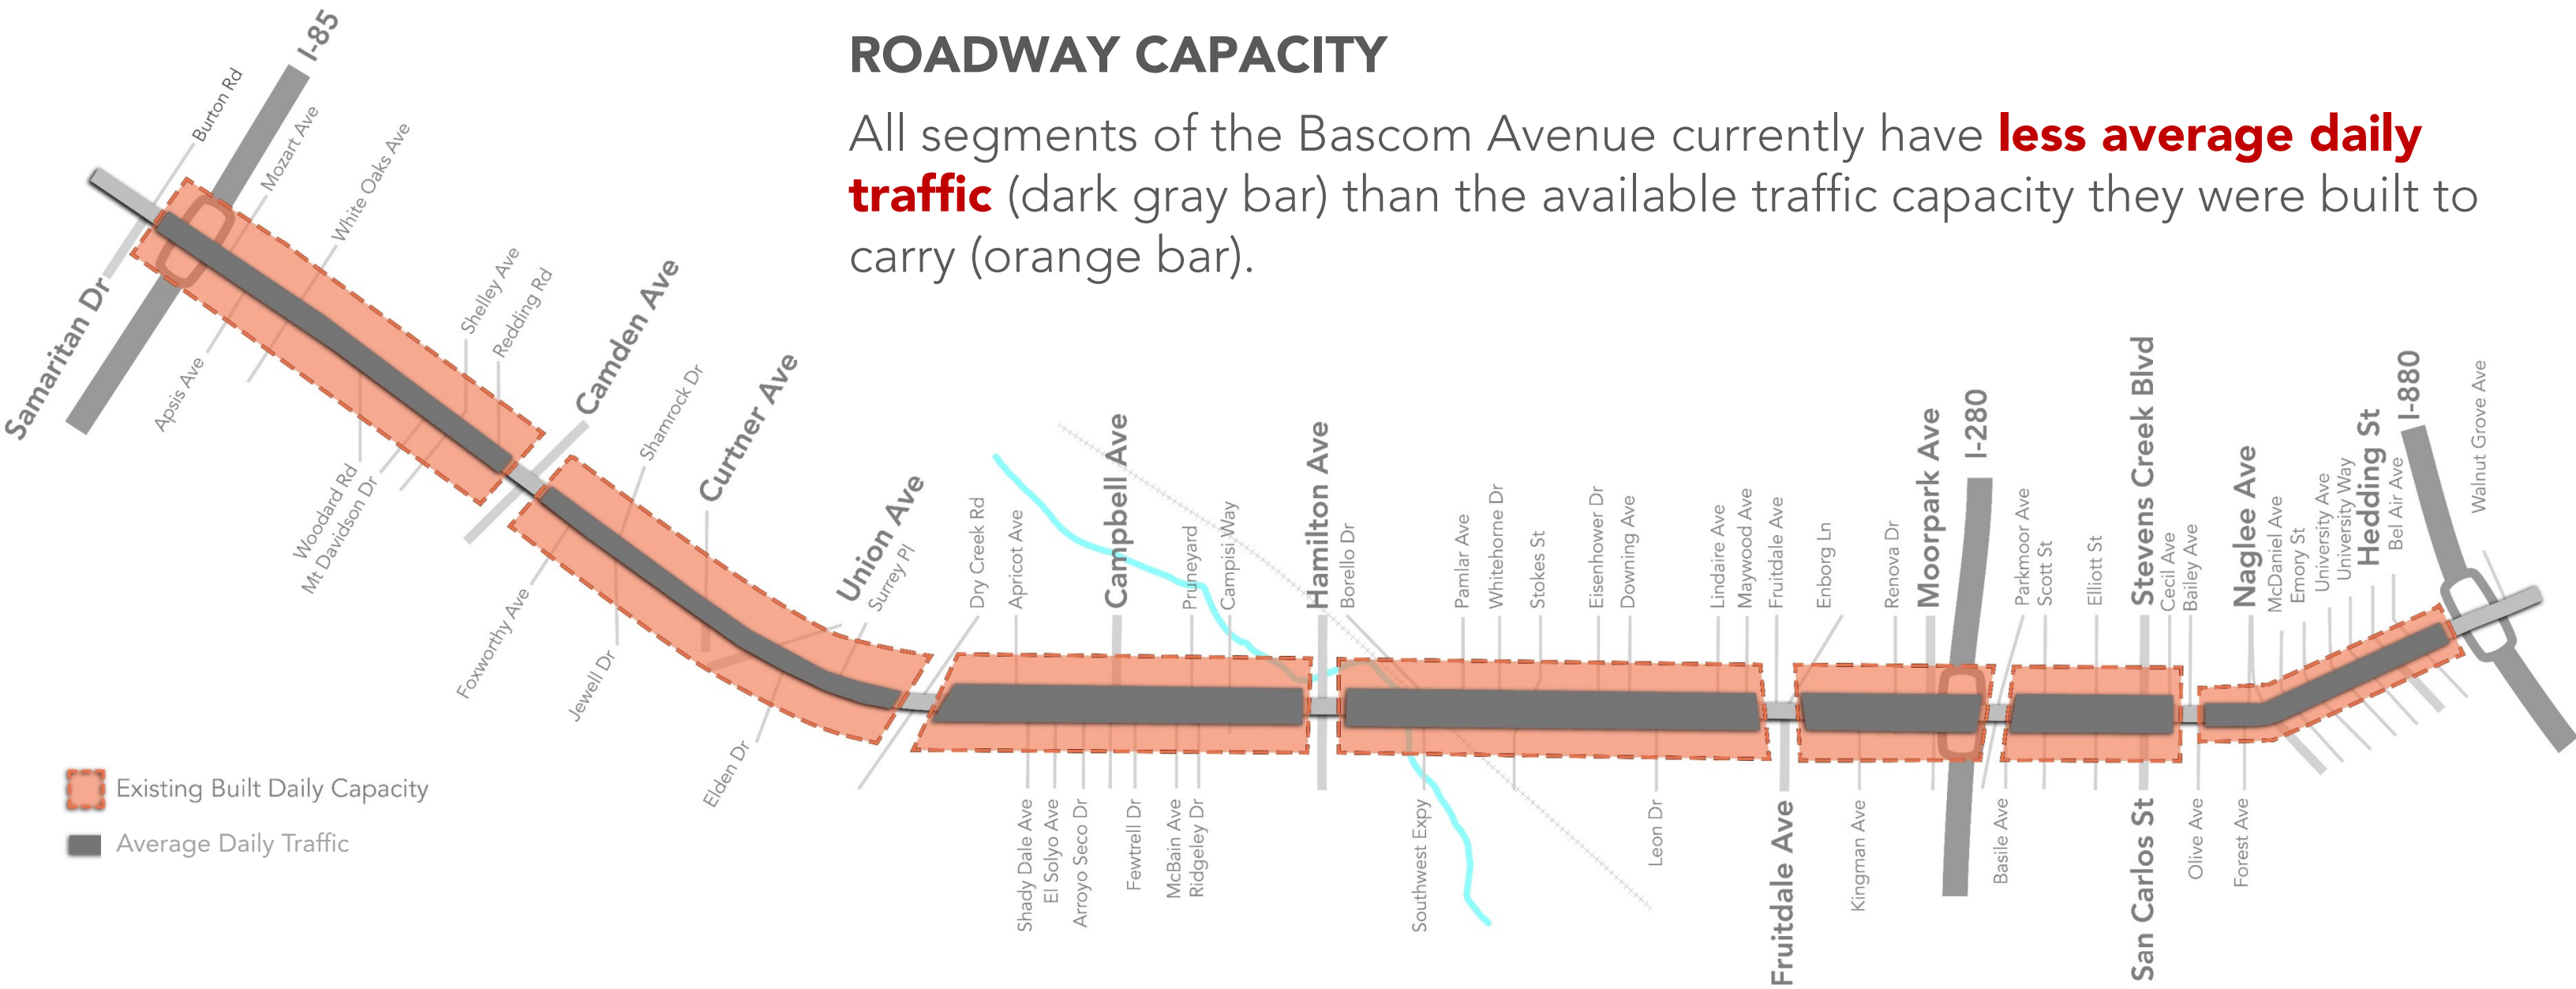 ROADWAY CAPACITY
All segments of the Bascom Avenue currently have less average daily
traffic (dark gray bar) than the available traffic capacity they were built to
carry (orange bar).
Samaritan Dr
Burton Rd
I-85
Mozart Ave
Apsis Ave
White Oaks Ave
Woodard Rd
Mt Davidson Dr
Shelley Ave
Redding Rd
Camden Ave
Foxworthy Ave
Jewell Dr
Shamrock Dr
Curtner Ave
Elden Dr
Union Ave
Surrey Pl
Dry Creek Rd
Apricot Ave
Shady Dale Ave
El Solyo Ave
Arroyo Seco Dr
Campbell Ave
Fewtrell Dr
McBain Ave
Ridgeley Dr
Pruneyard
Campisi Way
Hamilton Ave
Borello Dr
Southwest Expy
Pamlar Ave
Whitehorne Dr
Stokes St
Eisenhower Dr
Downing Ave
Leon Dr
Lindaire Ave
Maywood Ave
Fruitdale Ave
Fruitdale Ave
Enborg Ln
Kingman Ave
Renova Dr
Moorpark Ave
I-280
Basile Ave
Parkmoor Ave
Scott St
Elliott St
Stevens Creek Blvd
San Carlos St
Cecil Ave
Bailey Ave
Olive Ave
Forest Ave
Naglee Ave
McDaniel Ave
Emory St
University Ave
University Way
Hedding St
Bel Air Ave
I-880
Walnut Grove Ave
Existing Built Daily Capacity
Average Daily Traffic